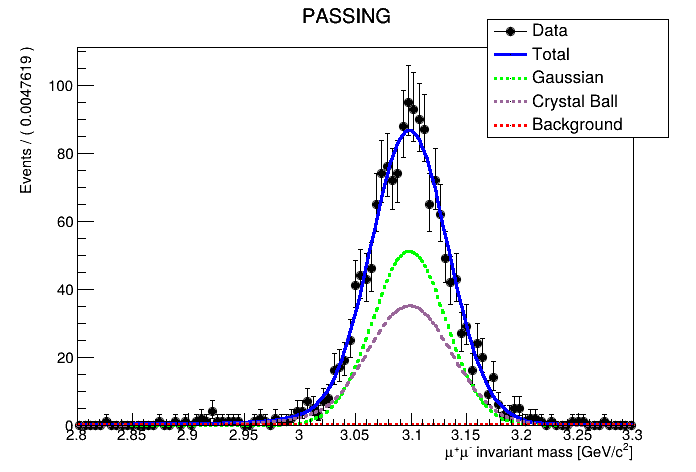 PASSING
Data
Total
Gaussian
Crystal Ball
Background
Events / ( 0.0047619 )
100
80
60
40
20
0
2.8 2.85 2.9 2.95 3 3.05 3.1 3.15 3.2 3.25 3.3
μ⁺μ⁻ invariant mass [GeV/c²]